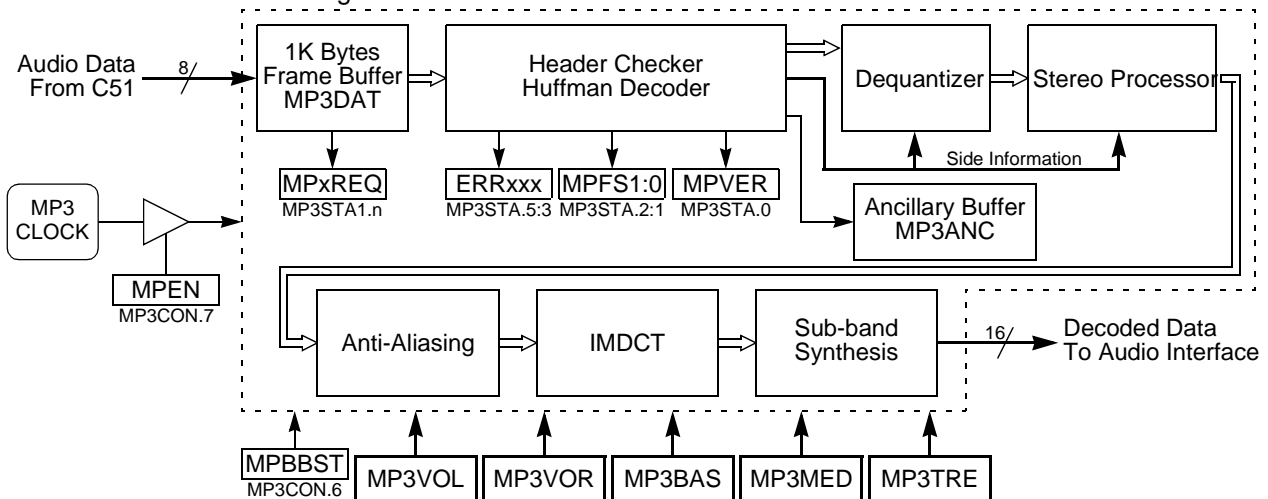 Audio Data
From C51
8
1K Bytes
Frame Buffer
MP3DAT
Header Checker
Huffman Decoder
Dequantizer
Stereo Processor
Side Information
MPxREQ
MP3STA1.n
ERRxxx
MP3STA.5:3
MPFS1:0
MP3STA.2:1
MPVER
MP3STA.0
Ancillary Buffer
MP3ANC
MP3
CLOCK
MPEN
MP3CON.7
Anti-Aliasing
IMDCT
Sub-band
Synthesis
16
Decoded Data
To Audio Interface
MPBBST
MP3CON.6
MP3VOL
MP3VOR
MP3BAS
MP3MED
MP3TRE